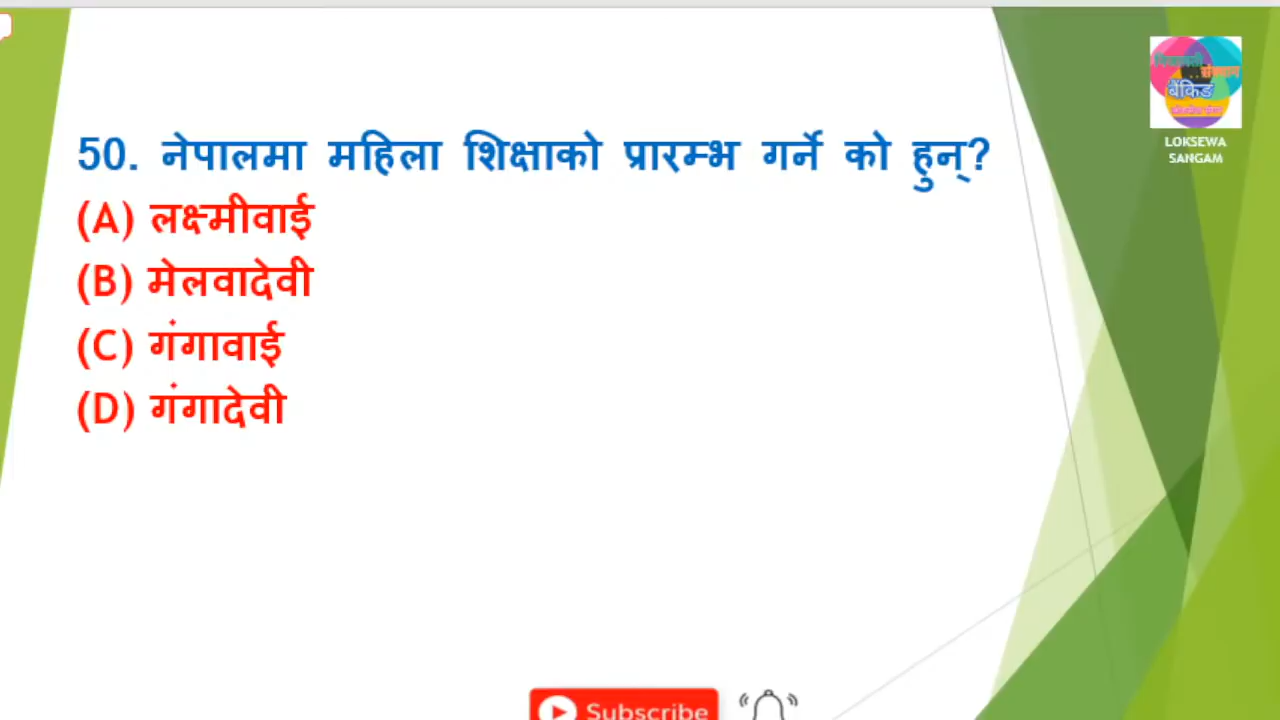 50. नेपालमा महिला शिक्षाको प्रारम्भ गर्ने को हुन्?
(A) लक्ष्मीवाई
(B) मेलवादेवी
(C) गंगावाई
(D) गंगादेवी
बैंकिङ
LOKSEWA
SANGAM
Subscribe